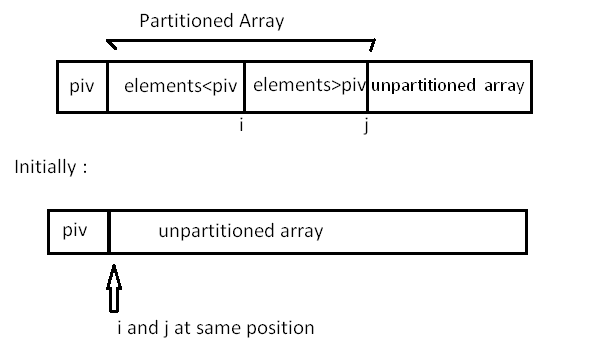 Partitioned Array
piv elements<piv elements>piv unpartitioned array
i j
Initially :
piv unpartitioned array
i and j at same position